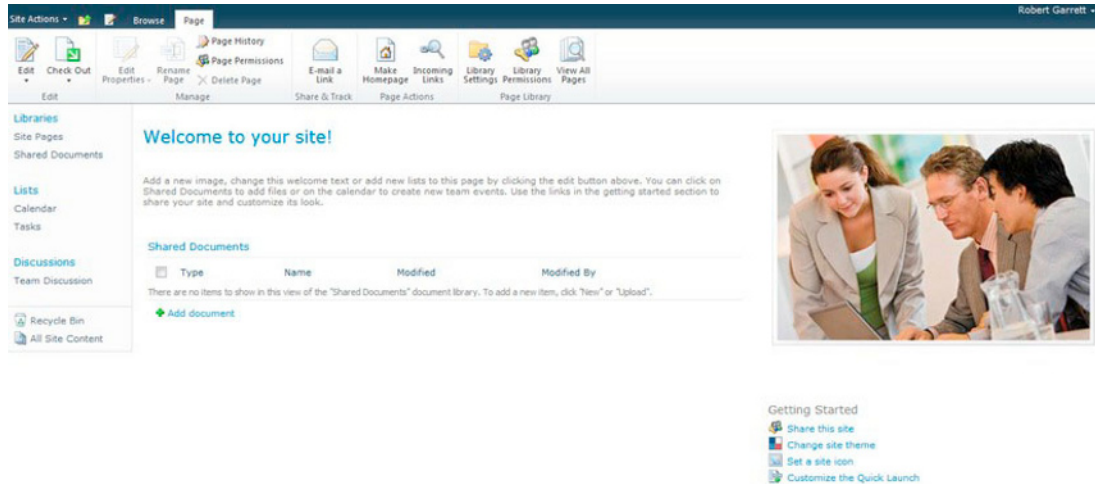 Robert Garrett
Site Actions Browse Page
Edit
Check Out
Edit Properties
Rename Page
Page History
Page Permissions
Delete Page
E-mail a Link
Make Homepage
Incoming Links
Library Settings
Library Permissions
View All Pages
Edit Manage Share & Track Page Actions Page Library
Libraries
Site Pages
Shared Documents
Lists
Calendar
Tasks
Discussions
Team Discussion
Recycle Bin
All Site Content
Welcome to your site!
Add a new image, change this welcome text or add new lists to this page by clicking the edit button above. You can click on
Shared Documents to add files or on the calendar to create new team events. Use the links in the getting started section to
share your site and customize its look.
Shared Documents
Type Name Modified Modified By
There are no items to show in this view of the "Shared Documents" document library. To add a new item, click "New" or "Upload".
Add document
Getting Started
Share this site
Change site theme
Set a site icon
Customize the Quick Launch